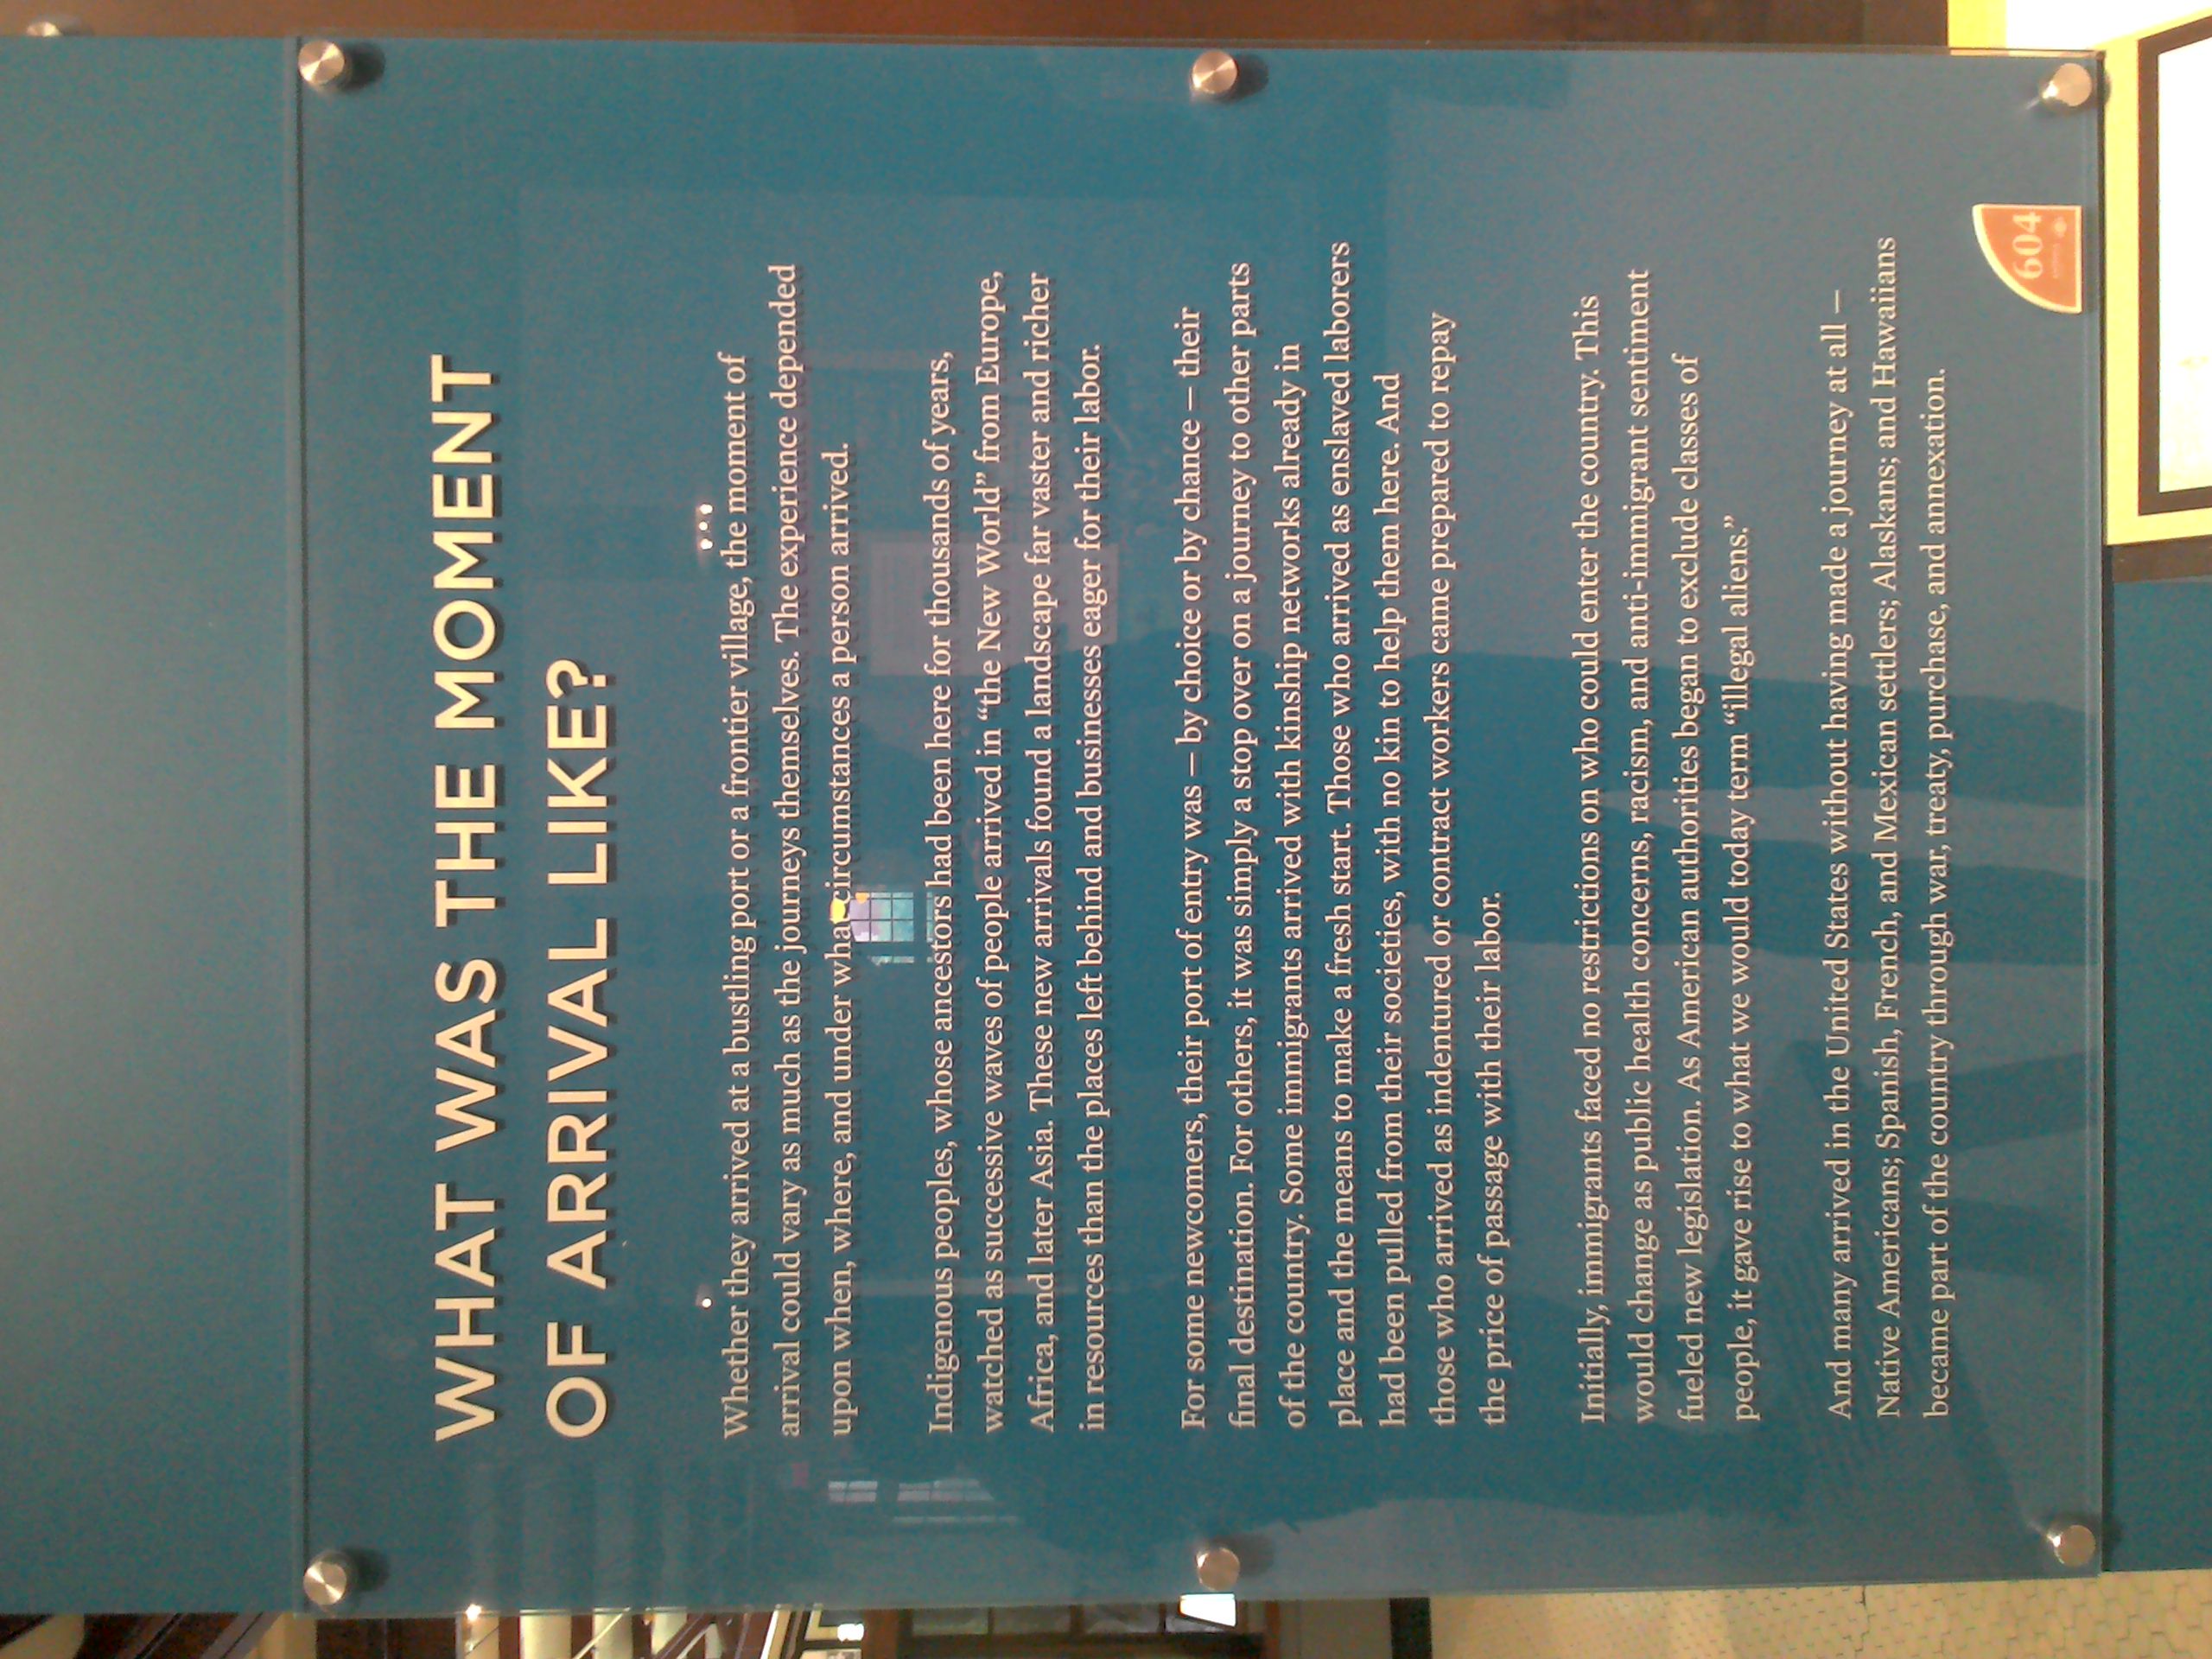 WHAT WAS THE MOMENT
OF ARRIVAL LIKE?
Whether they arrived at a bustling port or a frontier village, the moment of
arrival could vary as much as the journeys themselves. The experience depended
upon when, where, and under what circumstances a person arrived.
Indigenous peoples, whose ancestors had been here for thousands of years,
watched as successive waves of people arrived in “the New World” from Europe,
Africa, and later Asia. These new arrivals found a landscape far vaster and richer
in resources than the places left behind and businesses eager for their labor.
For some newcomers, their port of entry was – by choice or by chance – their
final destination. For others, it was simply a stop over on a journey to other parts
of the country. Some immigrants arrived with kinship networks already in
place and the means to make a fresh start. Those who arrived as enslaved laborers
had been pulled from their societies, with no kin to help them here. And
those who arrived as indentured or contract workers came prepared to repay
the price of passage with their labor.
Initially, immigrants faced no restrictions on who could enter the country. This
would change as public health concerns, racism, and anti-immigrant sentiment
fueled new legislation. As American authorities began to exclude classes of
people, it gave rise to what we would today term “illegal aliens.”
And many arrived in the United States without having made a journey at all –
Native Americans; Spanish, French, and Mexican settlers; Alaskans; and Hawaiians
became part of the country through war, treaty, purchase, and annexation.
604